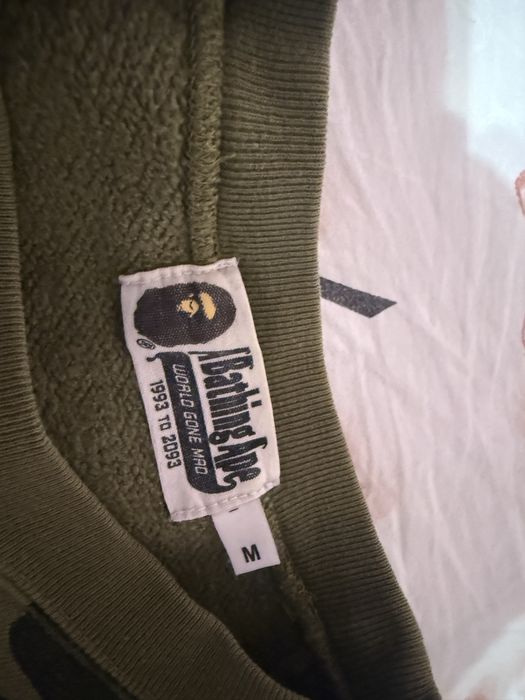 ®
A Bathing Ape
WORLD GONE MAD
1993 TO 2093
M